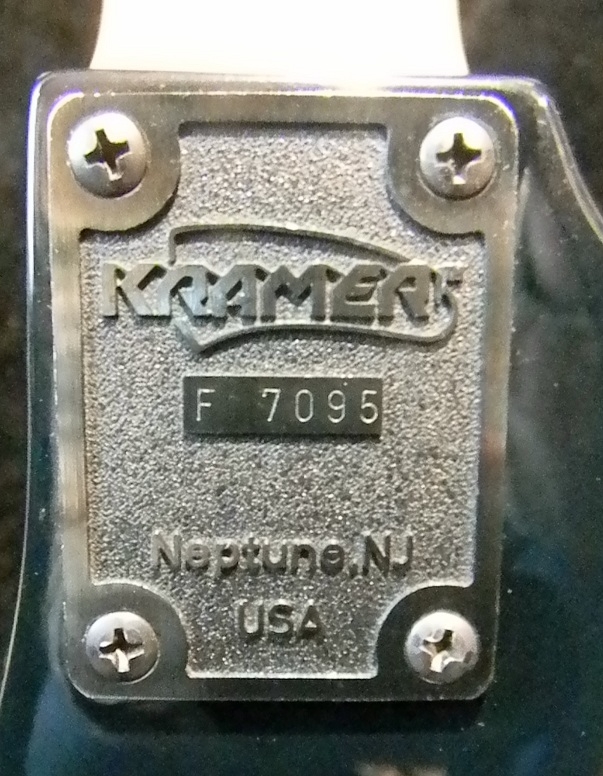 KRAMER
F 7095
Neptune, NJ
USA